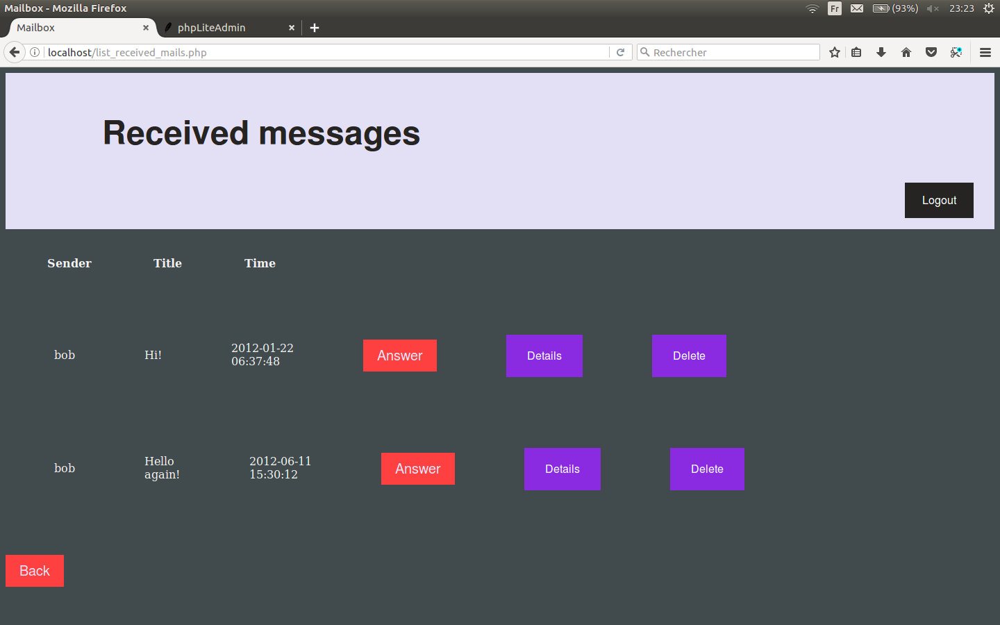 Mailbox - Mozilla Firefox
Fr
(93%)
23:23
Mailbox
phpLiteAdmin
localhost/list_received_mails.php
Rechercher
Received messages
Logout
Sender Title Time
bob Hi! 2012-01-22 Answer Details Delete
06:37:48
bob Hello 2012-06-11 Answer Details Delete
again! 15:30:12
Back